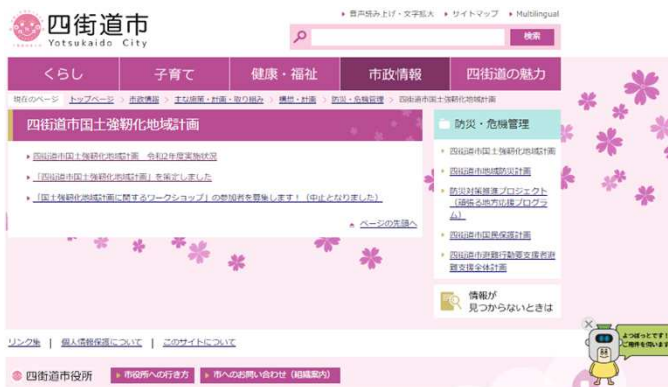 四街道市
Yotsukaido City
音声読み上げ・文字拡大 サイトマップ Multilingual
検索
くらし 子育て 健康・福祉 市政情報 四街道の魅力
現在のページ トップページ > 市政情報 > 主な施策・計画・取り組み > 構想・計画 > 防災・危機管理 > 四街道市国土強靭化地域計画
四街道市国土強靭化地域計画
四街道市国土強靭化地域計画 令和2年度実施状況
「四街道市国土強靭化地域計画」を策定しました
「国土強靭化地域計画に関するワークショップ」の参加者を募集します！（中止となりました）
ページの先頭へ
防災・危機管理
四街道市国土強靭化地域計画
四街道市地域防災計画
防災対策推進プロジェクト
（頑張る地方応援プログラ
ム）
四街道市国民保護計画
四街道市避難行動要支援者避
難支援全体計画
情報が
見つからないときは
リンク集 | 個人情報保護について | このサイトについて
よつぼっとです！
ご用件を伺います
四街道市役所 市役所への行き方 市へのお問い合わせ（組織案内）